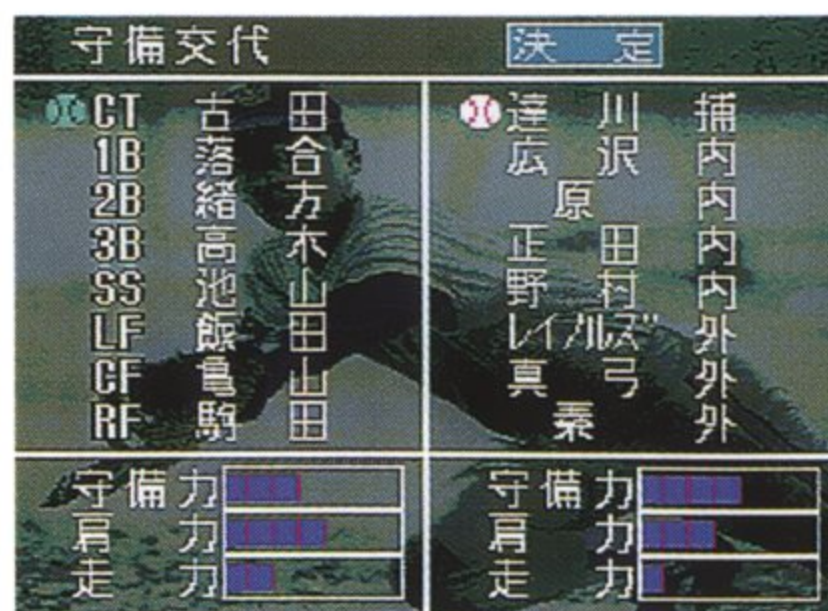 守備交代 決定
CT 古田
1B 落合
2B 緒方
3B 高木
SS 池山
LF 飯田
CF 亀山
RF 駒田
達川 捕
広沢 内
原 内
正田 内
野村 内
レイノルズ 外
真弓 外
秦 外
守備力
肩力
走力
守備力
肩力
走力